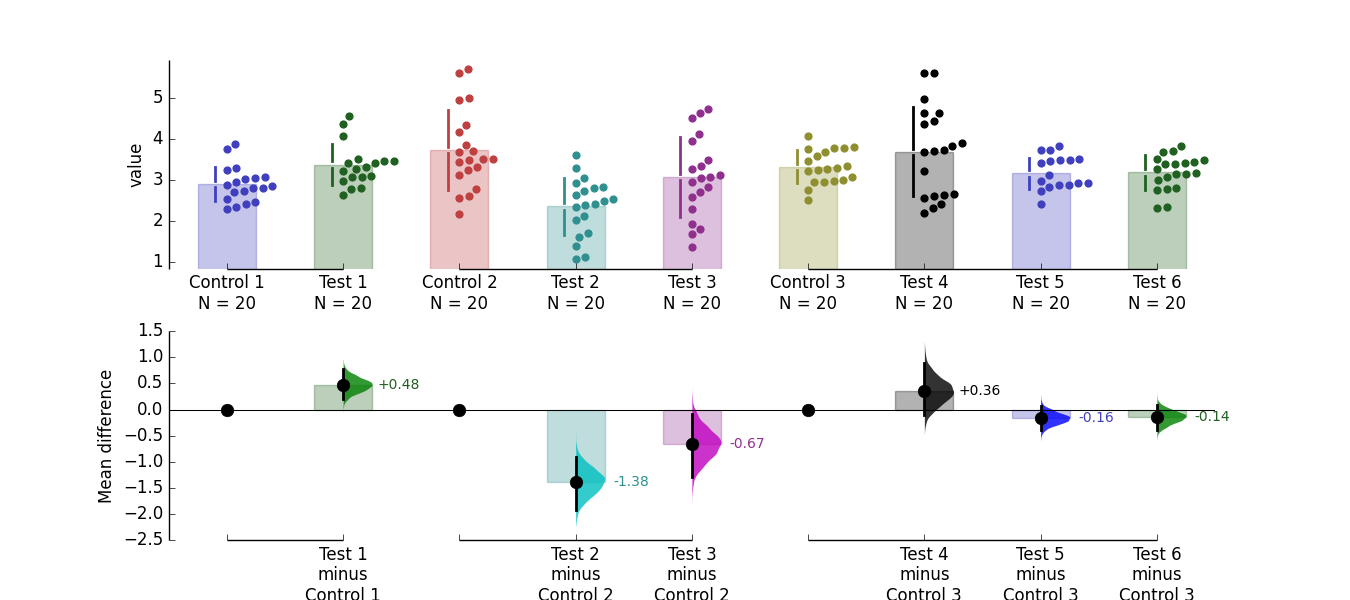 value
5
4
3
2
1
Control 1 Test 1 Control 2 Test 2 Test 3 Control 3 Test 4 Test 5 Test 6
N = 20 N = 20 N = 20 N = 20 N = 20 N = 20 N = 20 N = 20 N = 20
Mean difference
1.5
1.0
0.5
0.0
−0.5
−1.0
−1.5
−2.0
−2.5
+0.48
-1.38
-0.67
+0.36
-0.16
-0.14
Test 1 Test 2 Test 3 Test 4 Test 5 Test 6
minus minus minus minus minus minus
Control 1 Control 2 Control 2 Control 3 Control 3 Control 3